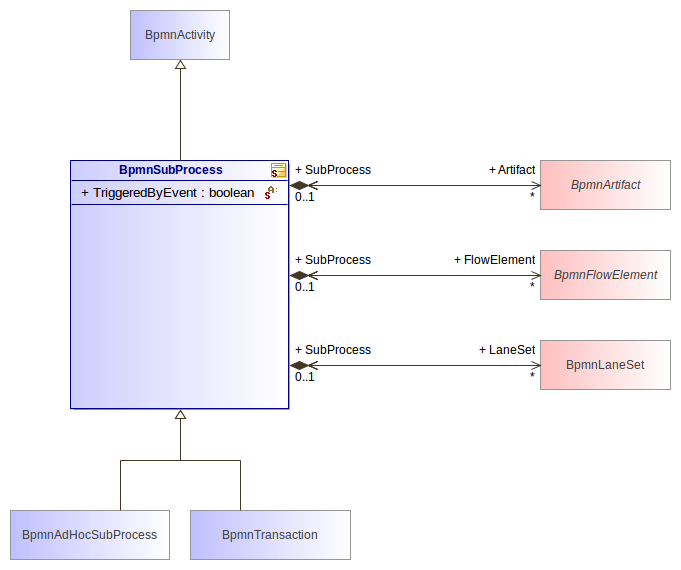 BpmnActivity
BpmnSubProcess
+ TriggeredByEvent : boolean
+ SubProcess
+ Artifact
0..1
*
BpmnArtifact
+ SubProcess
+ FlowElement
0..1
*
BpmnFlowElement
+ SubProcess
+ LaneSet
0..1
*
BpmnLaneSet
BpmnAdHocSubProcess
BpmnTransaction